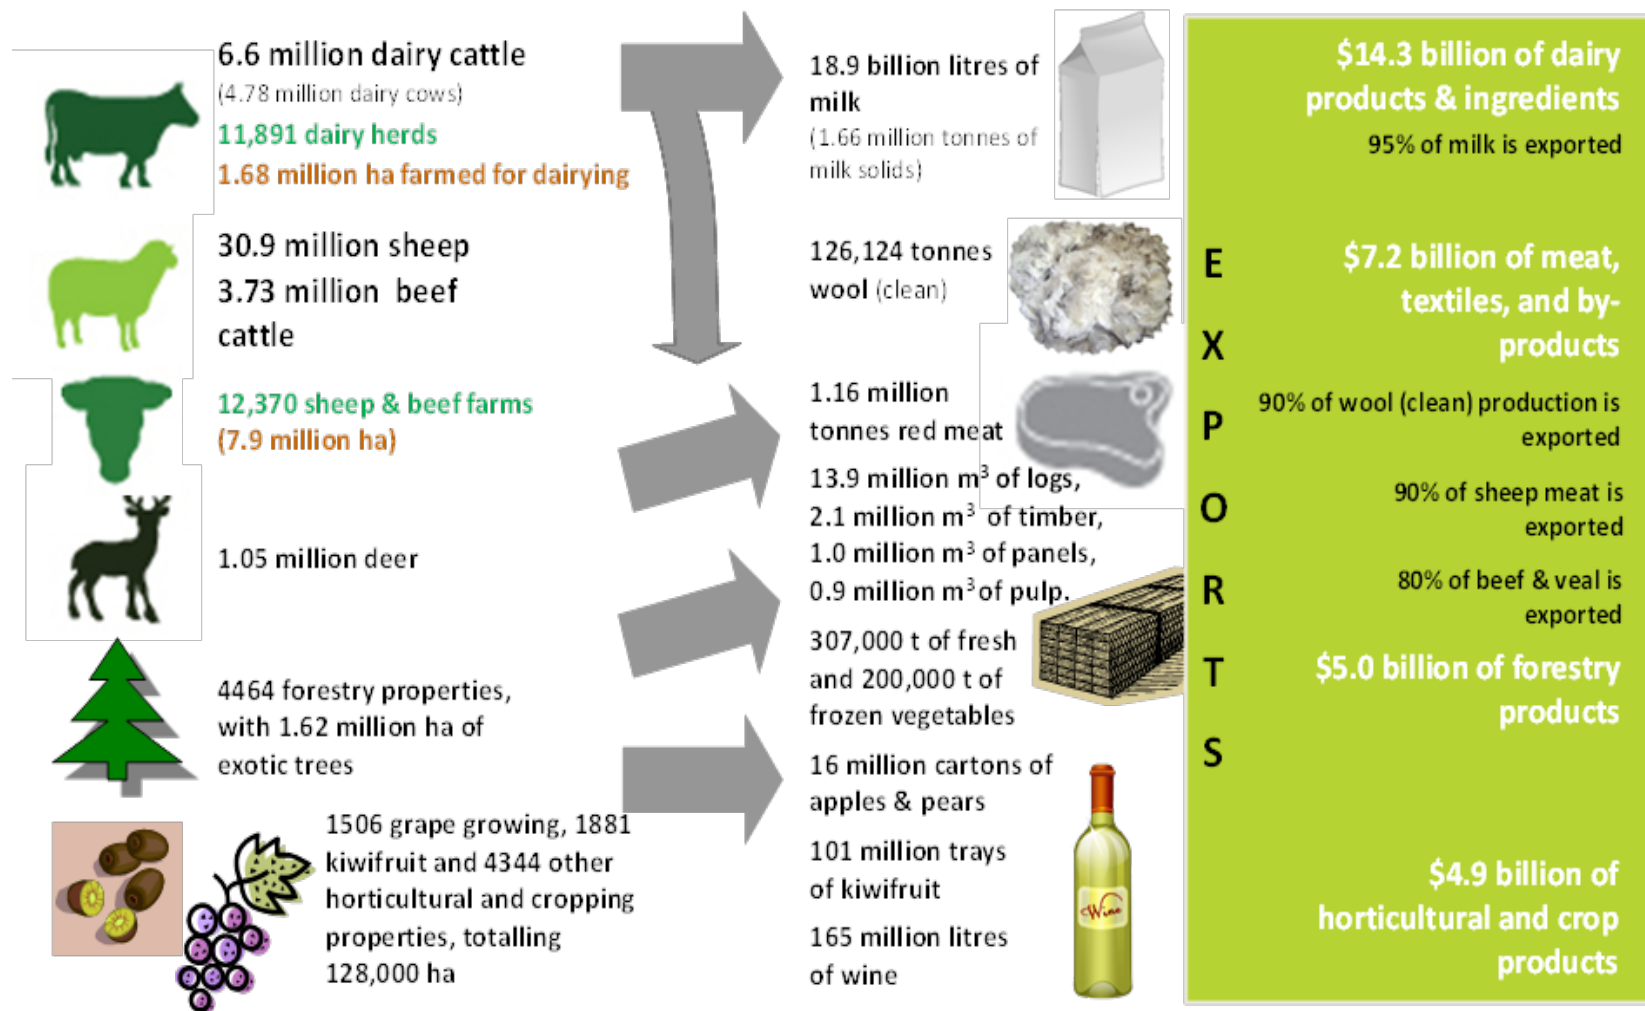 6.6 million dairy cattle
(4.78 million dairy cows)
11,891 dairy herds
1.68 million ha farmed for dairying
30.9 million sheep
3.73 million beef
cattle
12,370 sheep & beef farms
(7.9 million ha)
1.05 million deer
4464 forestry properties,
with 1.62 million ha of
exotic trees
1506 grape growing, 1881
kiwifruit and 4344 other
horticultural and cropping
properties, totalling
128,000 ha
18.9 billion litres of
milk
(1.66 million tonnes of
milk solids)
126,124 tonnes
wool (clean)
1.16 million
tonnes red meat
13.9 million m³ of logs,
2.1 million m³ of timber,
1.0 million m³ of panels,
0.9 million m³ of pulp.
307,000 t of fresh
and 200,000 t of
frozen vegetables
16 million cartons of
apples & pears
101 million trays
of kiwifruit
165 million litres
of wine
Wine
E
X
P
O
R
T
S
$14.3 billion of dairy
products & ingredients
95% of milk is exported
$7.2 billion of meat,
textiles, and by-
products
90% of wool (clean) production is
exported
90% of sheep meat is
exported
80% of beef & veal is
exported
$5.0 billion of forestry
products
$4.9 billion of
horticultural and crop
products